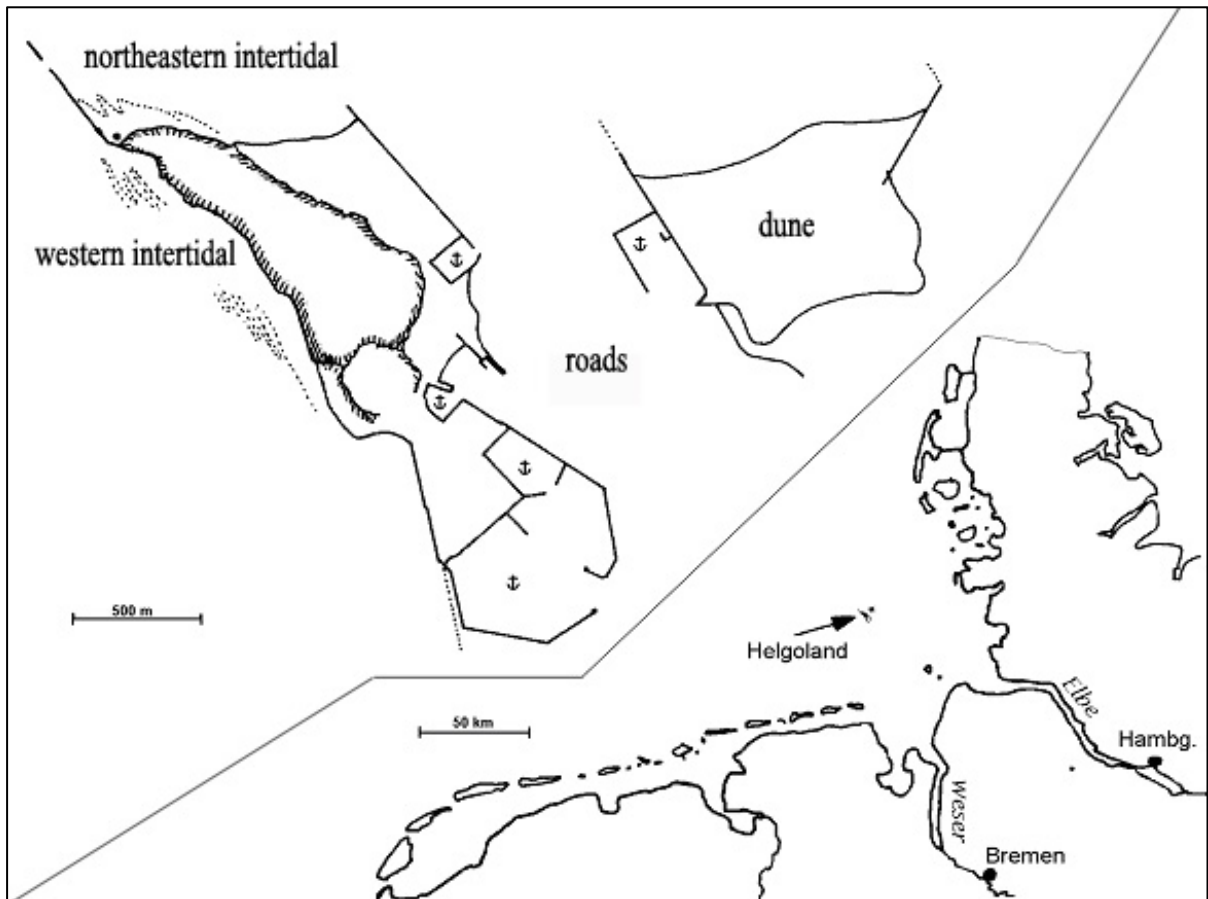 northeastern intertidal
western intertidal
dune
roads
500 m
Helgoland
50 km
Elbe
Hambg.
Weser
Bremen